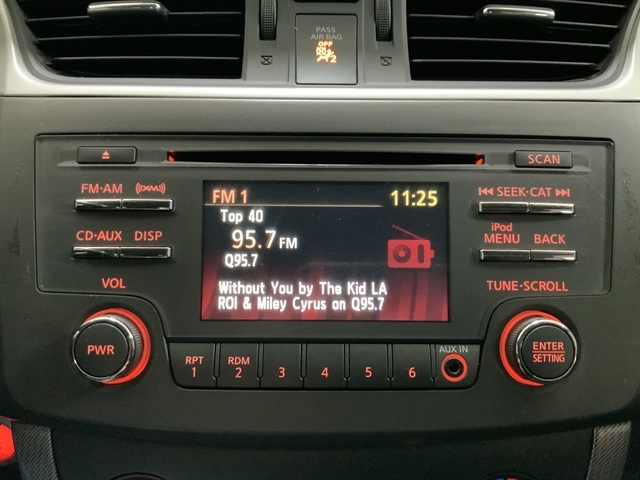 PASS
AIR BAG
OFF
2
SCAN
FM·AM
((XM))
SEEK·CAT
CD·AUX
DISP
iPod
MENU
BACK
VOL
TUNE·SCROLL
FM 1
11:25
Top 40
95.7 FM
Q95.7
Without You by The Kid LA
ROI & Miley Cyrus on Q95.7
PWR
RPT
1
RDM
2
3
4
5
6
AUX IN
ENTER
SETTING